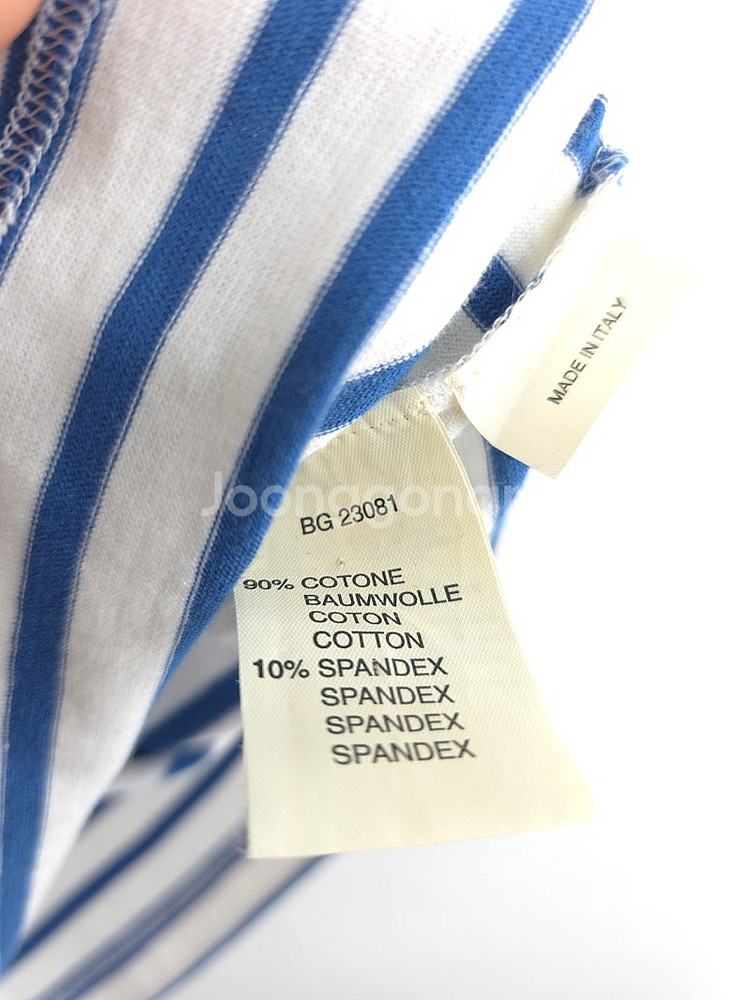 MADE IN ITALY
BG 23081
90% COTONE
BAUMWOLLE
COTON
COTTON
10% SPANDEX
SPANDEX
SPANDEX
SPANDEX